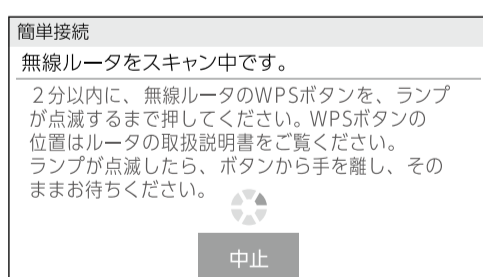 簡単接続
無線ルータをスキャン中です。
２分以内に、無線ルータのWPSボタンを、ランプ
が点滅するまで押してください。WPSボタンの
位置はルータの取扱説明書をご覧ください。
ランプが点滅したら、ボタンから手を離し、その
ままお待ちください。
中止